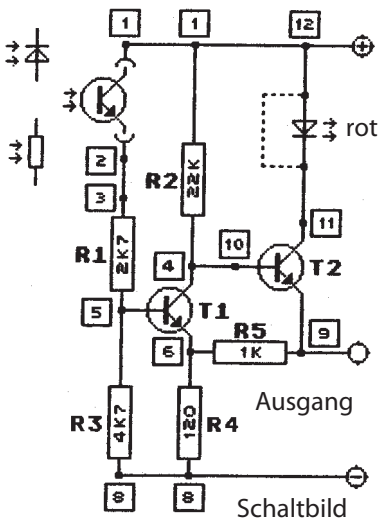 1
1
12
+
rot
2
3
R2
22K
11
R1
2K7
4
10
T2
5
T1
6
R5
1K
9
R3
4K7
120
R4
Ausgang
8
8
−
Schaltbild